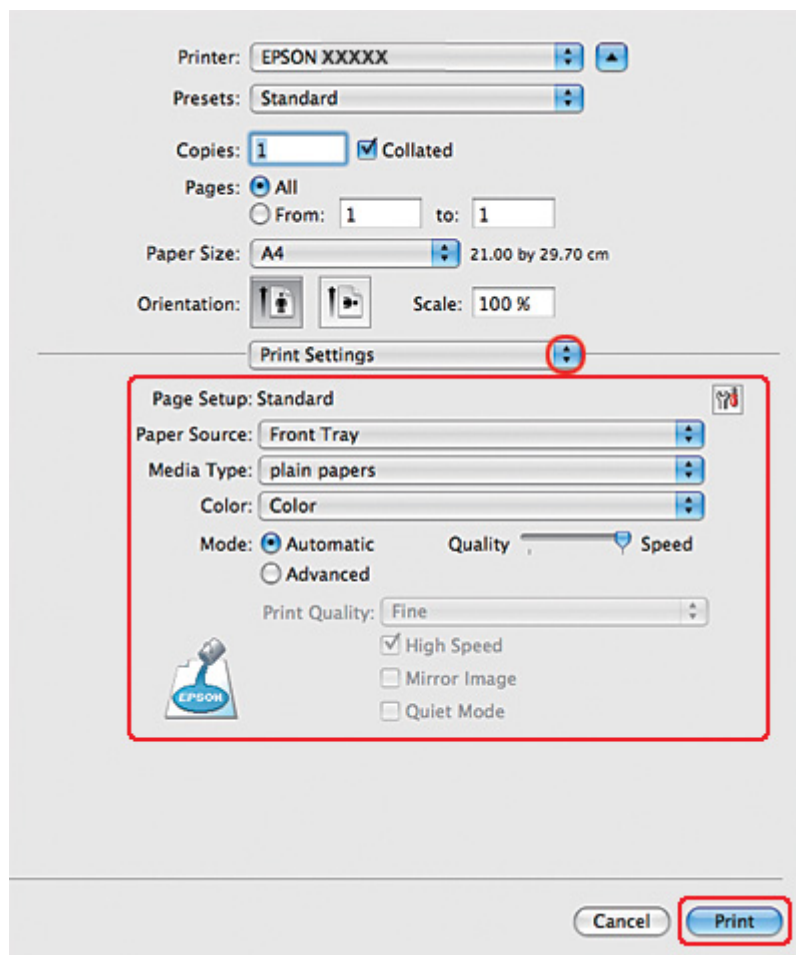 Printer: EPSON XXXXX
Presets: Standard
Copies: 1 Collated
Pages: All
From: 1 to: 1
Paper Size: A4 21.00 by 29.70 cm
Orientation: Scale: 100 %
Print Settings
Page Setup: Standard
Paper Source: Front Tray
Media Type: plain papers
Color: Color
Mode: Automatic Quality Speed
Advanced
Print Quality: Fine
High Speed
Mirror Image
EPSON
Quiet Mode
Cancel Print